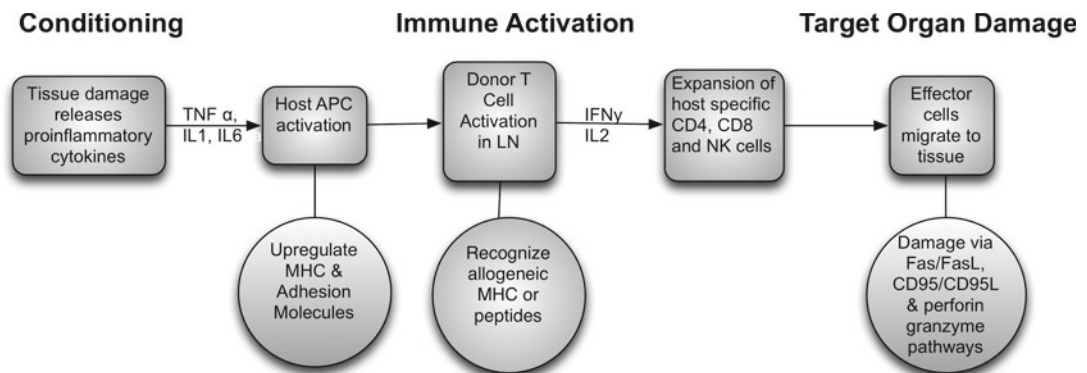 Conditioning
Immune Activation
Target Organ Damage
Tissue damage
releases
proinflammatory
cytokines
TNF α,
IL1, IL6
Host APC
activation
Donor T
Cell
Activation
in LN
IFNγ
IL2
Expansion of
host specific
CD4, CD8
and NK cells
Effector
cells
migrate to
tissue
Upregulate
MHC &
Adhesion
Molecules
Recognize
allogeneic
MHC or
peptides
Damage via
Fas/FasL,
CD95/CD95L
& perforin
granzyme
pathways